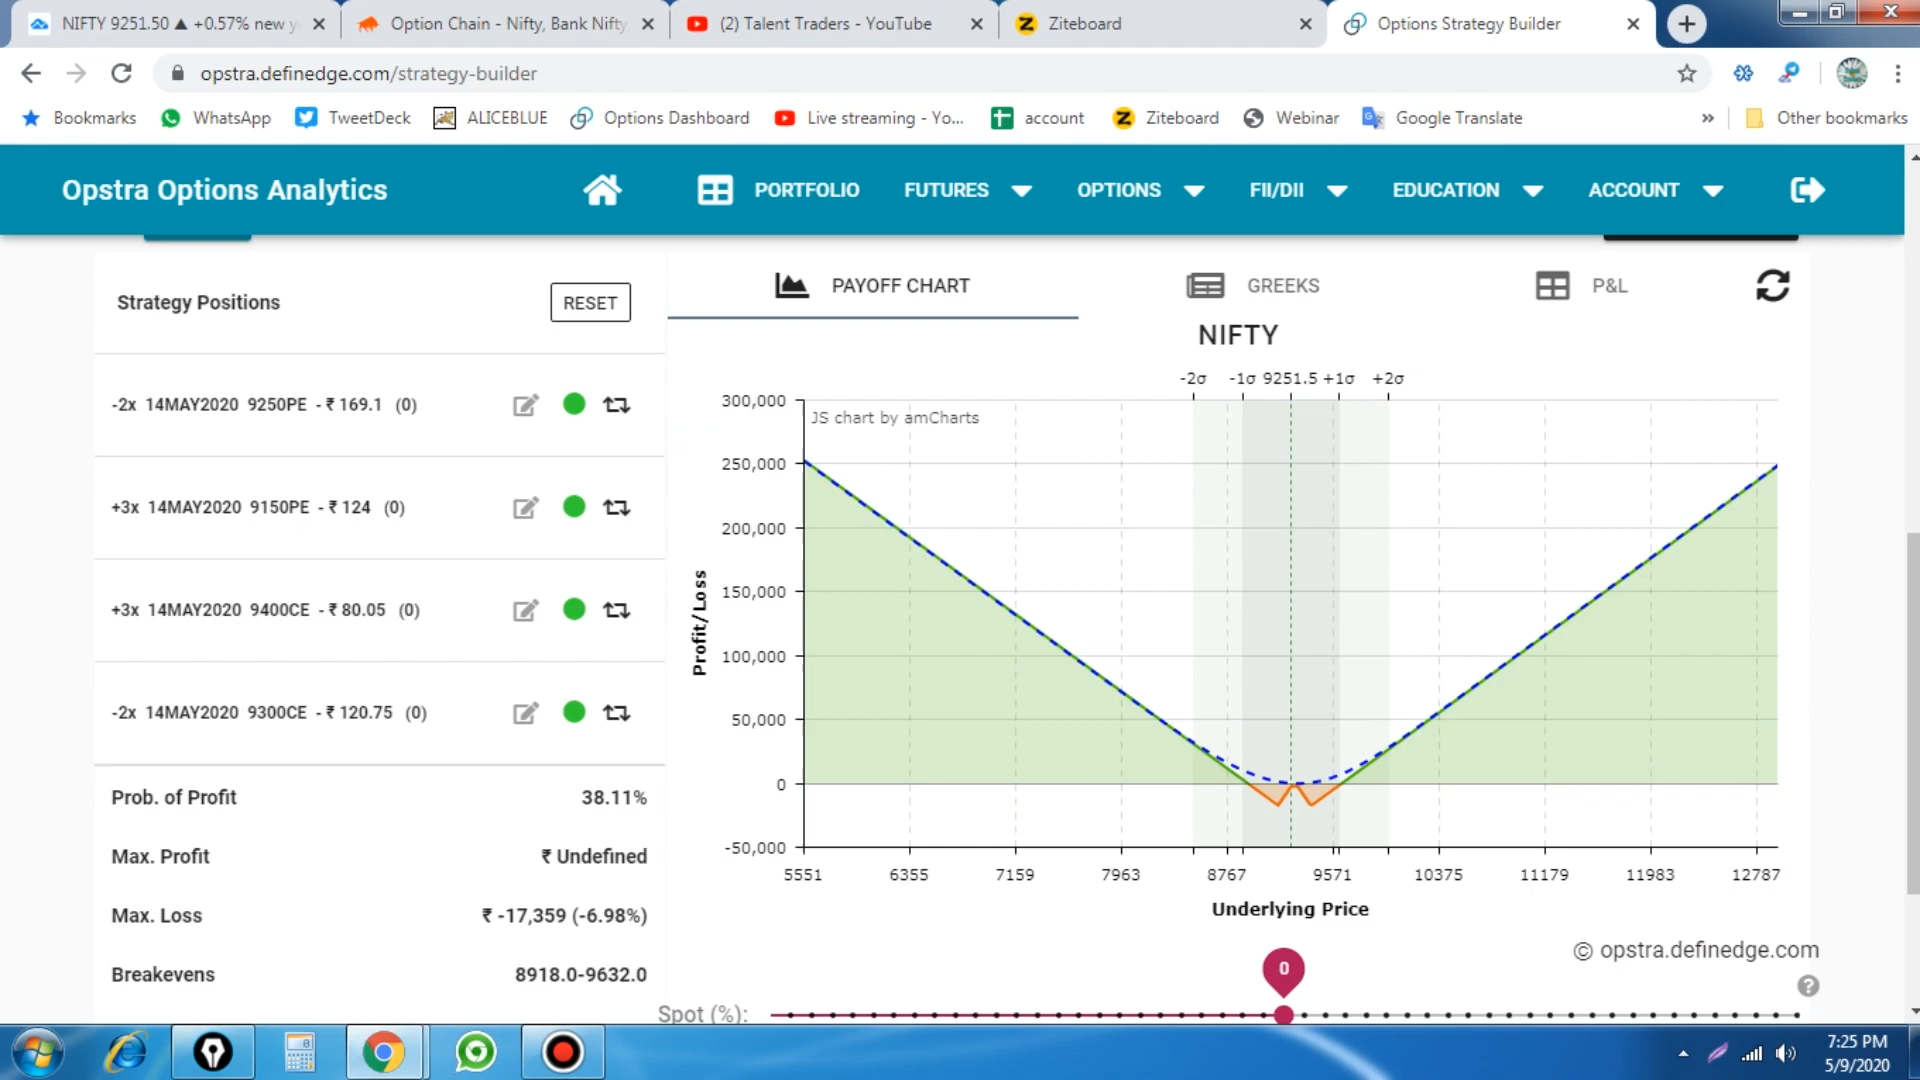 NIFTY 9251.50 ▲ +0.57% new y
Option Chain - Nifty, Bank Nifty
(2) Talent Traders - YouTube
Ziteboard
Options Strategy Builder
opstra.definedge.com/strategy-builder
Bookmarks
WhatsApp
TweetDeck
ALICEBLUE
Options Dashboard
Live streaming - Yo...
account
Ziteboard
Webinar
Google Translate
»
Other bookmarks
Opstra Options Analytics
PORTFOLIO
FUTURES
OPTIONS
FII/DII
EDUCATION
ACCOUNT
Strategy Positions
RESET
-2x 14MAY2020 9250PE - ₹ 169.1 (0)
+3x 14MAY2020 9150PE - ₹ 124 (0)
+3x 14MAY2020 9400CE - ₹ 80.05 (0)
-2x 14MAY2020 9300CE - ₹ 120.75 (0)
Prob. of Profit 38.11%
Max. Profit ₹ Undefined
Max. Loss ₹ -17,359 (-6.98%)
Breakevens 8918.0-9632.0
PAYOFF CHART
GREEKS
P&L
NIFTY
-2σ -1σ 9251.5 +1σ +2σ
JS chart by amCharts
300,000
250,000
200,000
150,000
100,000
50,000
0
-50,000
Profit/Loss
5551 6355 7159 7963 8767 9571 10375 11179 11983 12787
Underlying Price
© opstra.definedge.com
?
0
Spot (%):
7:25 PM
5/9/2020